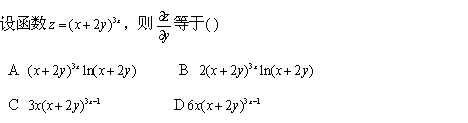 设函数 z = (x+2y)^{3x}，则 ∂z/∂y 等于( )
A (x+2y)^{3x} ln(x+2y) B 2(x+2y)^{3x} ln(x+2y)
C 3x(x+2y)^{3x-1} D 6x(x+2y)^{3x-1}